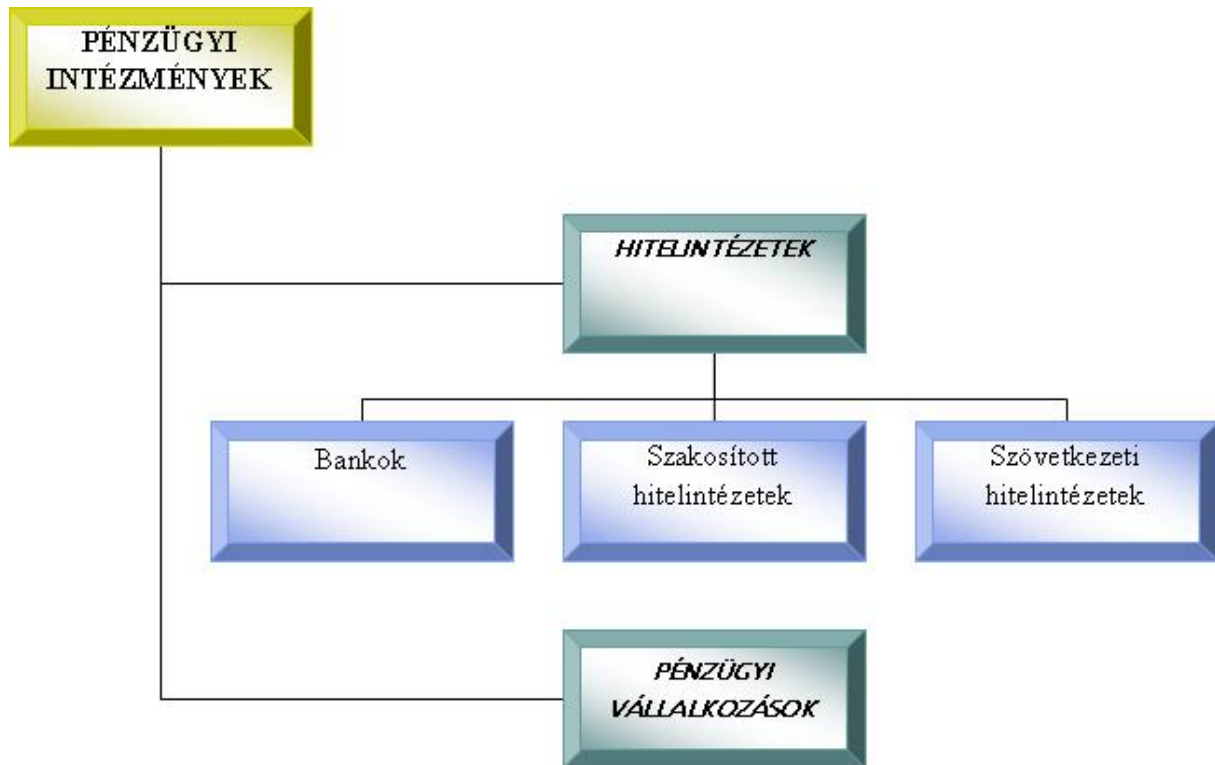 PÉNZÜGYI
INTÉZMÉNYEK
HITELINTÉZETEK
Bankok
Szakosított
hitelintézetek
Szövetkezeti
hitelintézetek
PÉNZÜGYI
VÁLLALKOZÁSOK